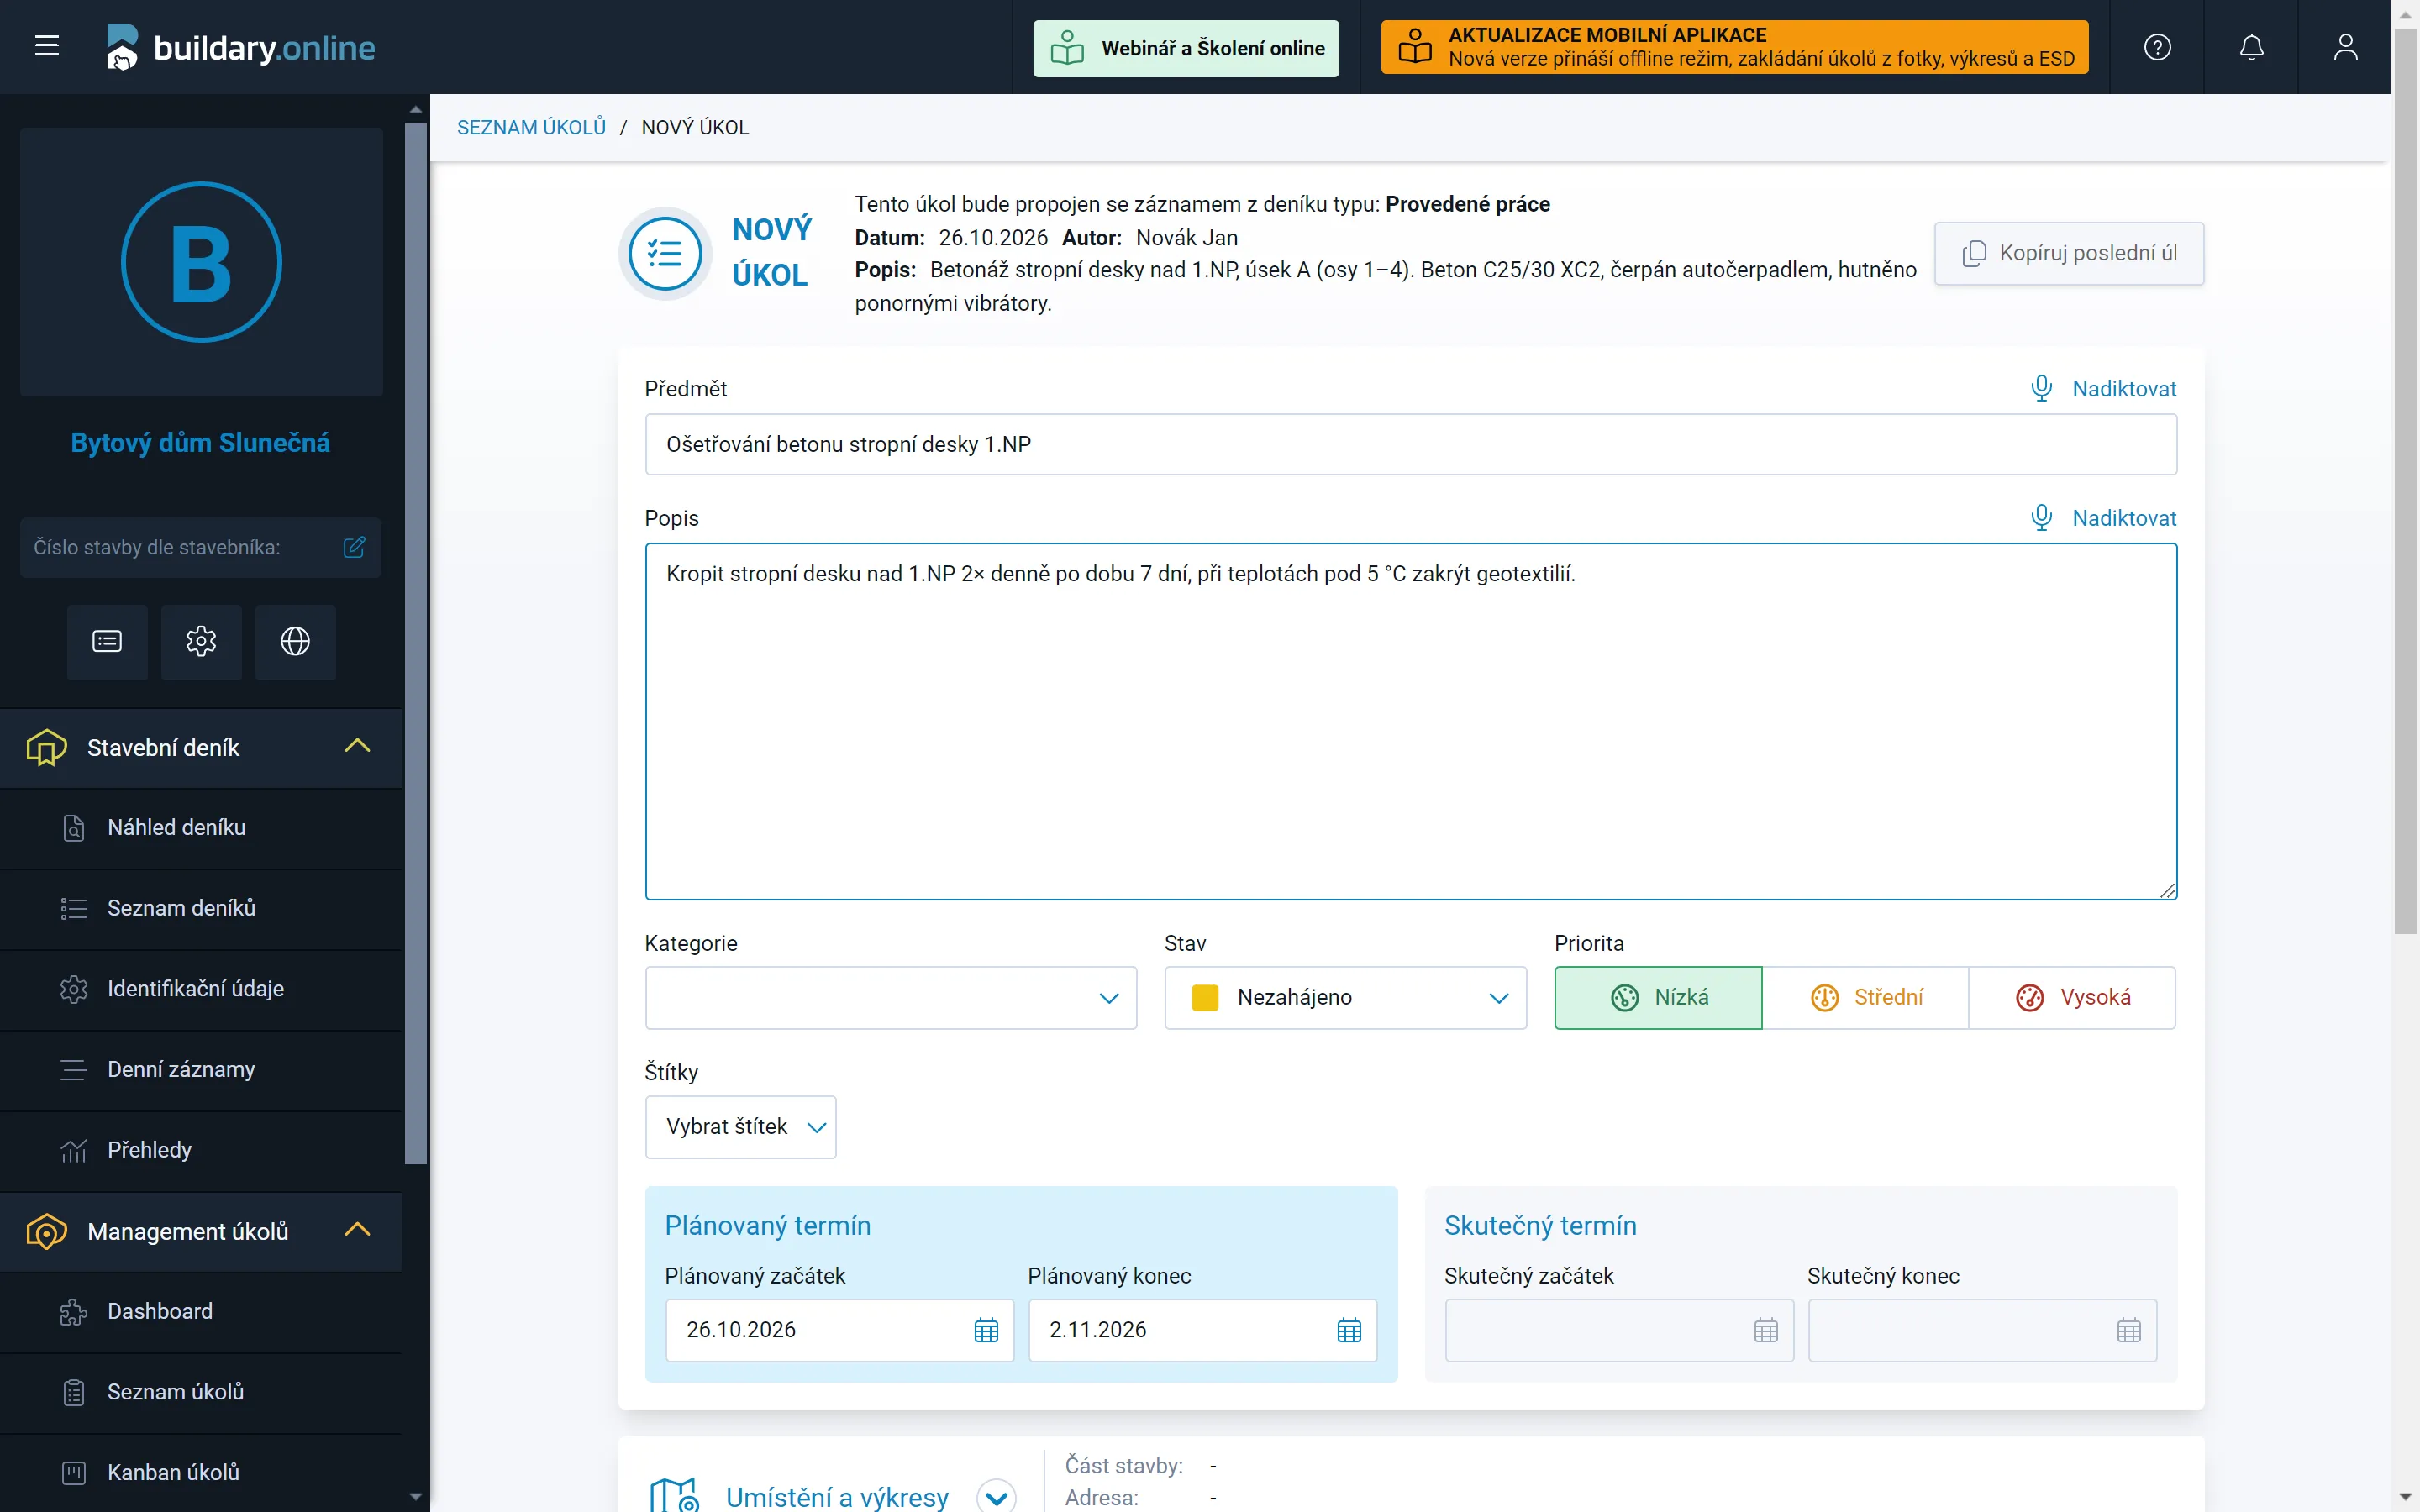 buildary.online
Webinář a Školení online
AKTUALIZACE MOBILNÍ APLIKACE
Nová verze přináší offline režim, zakládání úkolů z fotky, výkresů a ESD
B
Bytový dům Slunečná
Číslo stavby dle stavebníka:
Stavební deník
Náhled deníku
Seznam deníků
Identifikační údaje
Denní záznamy
Přehledy
Management úkolů
Dashboard
Seznam úkolů
Kanban úkolů
SEZNAM ÚKOLŮ / NOVÝ ÚKOL
NOVÝ
ÚKOL
Tento úkol bude propojen se záznamem z deníku typu: Provedené práce
Datum: 26.10.2026 Autor: Novák Jan
Popis: Betonáž stropní desky nad 1.NP, úsek A (osy 1–4). Beton C25/30 XC2, čerpán autočerpadlem, hutněno
ponornými vibrátory.
Kopíruj poslední úl
Předmět
Nadiktovat
Ošetřování betonu stropní desky 1.NP
Popis
Nadiktovat
Kropit stropní desku nad 1.NP 2× denně po dobu 7 dní, při teplotách pod 5 °C zakrýt geotextilií.
Kategorie
Stav
Priorita
Nezahájeno
Nízká
Střední
Vysoká
Štítky
Vybrat štítek
Plánovaný termín
Plánovaný začátek
Plánovaný konec
26.10.2026
2.11.2026
Skutečný termín
Skutečný začátek
Skutečný konec
Umístění a výkresy
Část stavby: -
Adresa: -